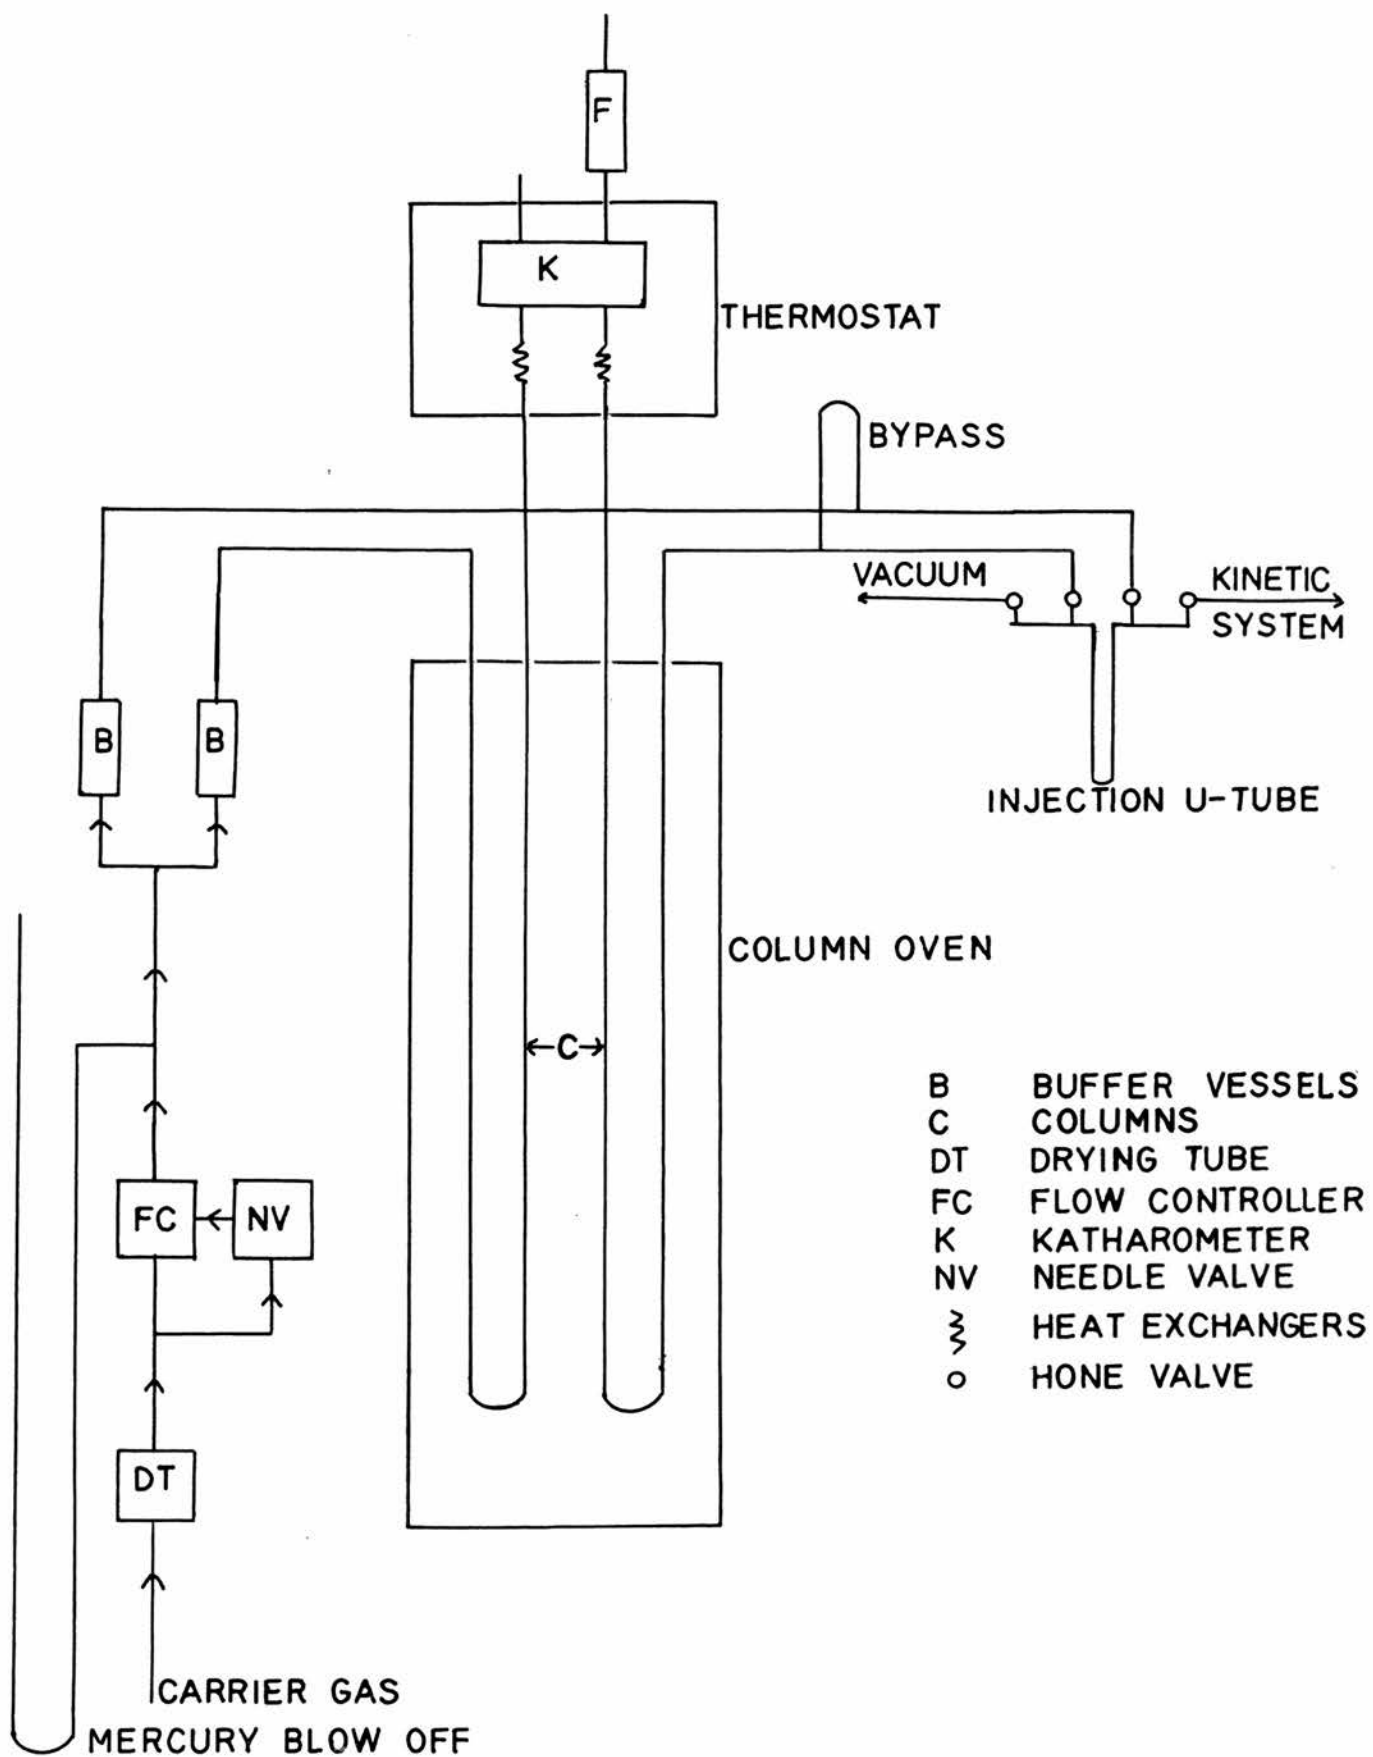 F
K
THERMOSTAT
BYPASS
VACUUM
KINETIC
SYSTEM
B
B
INJECTION U-TUBE
COLUMN OVEN
C
B BUFFER VESSELS
C COLUMNS
DT DRYING TUBE
FC FLOW CONTROLLER
K KATHAROMETER
NV NEEDLE VALVE
HEAT EXCHANGERS
HONE VALVE
FC
NV
DT
CARRIER GAS
MERCURY BLOW OFF